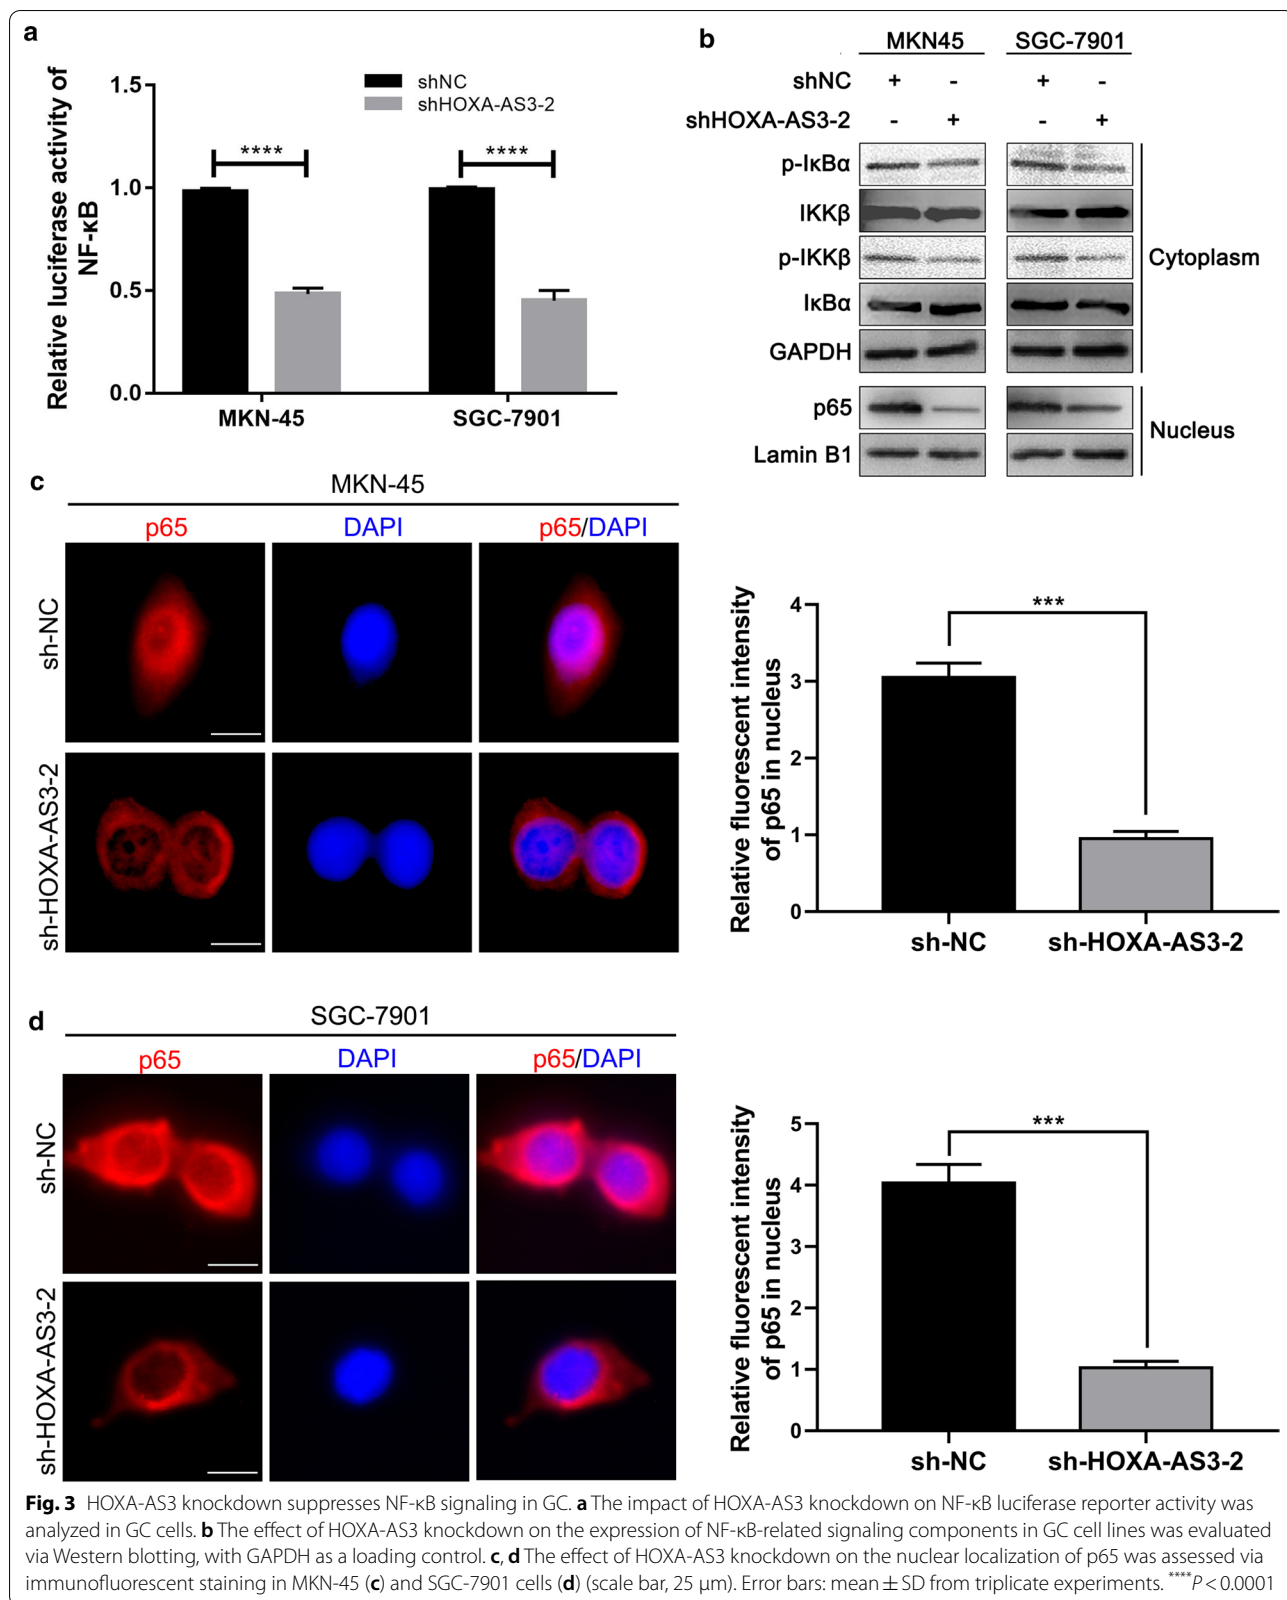 a
Relative luciferase activity of
NF-κB
1.5
1.0
0.5
0.0
shNC
shHOXA-AS3-2
****
****
MKN-45
SGC-7901
b
MKN45
SGC-7901
shNC + - + -
shHOXA-AS3-2 - + - +
p-IκBα
IKKβ
p-IKKβ
IκBα
GAPDH
Cytoplasm
p65
Lamin B1
Nucleus
c
MKN-45
p65
DAPI
p65/DAPI
sh-NC
sh-HOXA-AS3-2
Relative fluorescent intensity
of p65 in nucleus
4
3
2
1
0
***
sh-NC
sh-HOXA-AS3-2
d
SGC-7901
p65
DAPI
p65/DAPI
sh-NC
sh-HOXA-AS3-2
Relative fluorescent intensity
of p65 in nucleus
5
4
3
2
1
0
***
sh-NC
sh-HOXA-AS3-2
Fig. 3 HOXA-AS3 knockdown suppresses NF-κB signaling in GC. a The impact of HOXA-AS3 knockdown on NF-κB luciferase reporter activity was
analyzed in GC cells. b The effect of HOXA-AS3 knockdown on the expression of NF-κB-related signaling components in GC cell lines was evaluated
via Western blotting, with GAPDH as a loading control. c, d The effect of HOXA-AS3 knockdown on the nuclear localization of p65 was assessed via
immunofluorescent staining in MKN-45 (c) and SGC-7901 cells (d) (scale bar, 25 μm). Error bars: mean ± SD from triplicate experiments. ****P < 0.0001